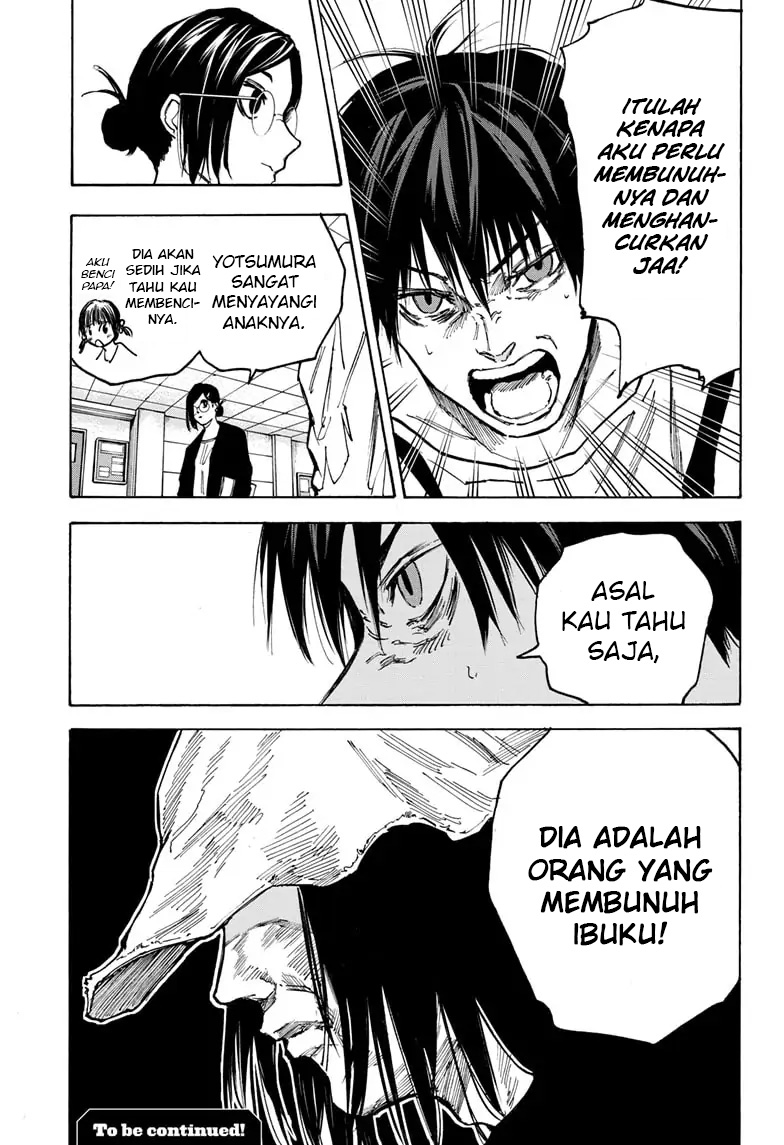 ITULAH
KENAPA
AKU PERLU
MEMBUNUH-
NYA DAN
MENGHAN-
CURKAN
JAA!
YOTSUMURA
SANGAT
MENYAYANGI
ANAKNYA.
DIA AKAN
SEDIH JIKA
TAHU KAU
MEMBENCI-
NYA.
AKU
BENCI
PAPA!
ASAL
KAU TAHU
SAJA,
DIA ADALAH
ORANG YANG
MEMBUNUH
IBUKU!
To be continued!